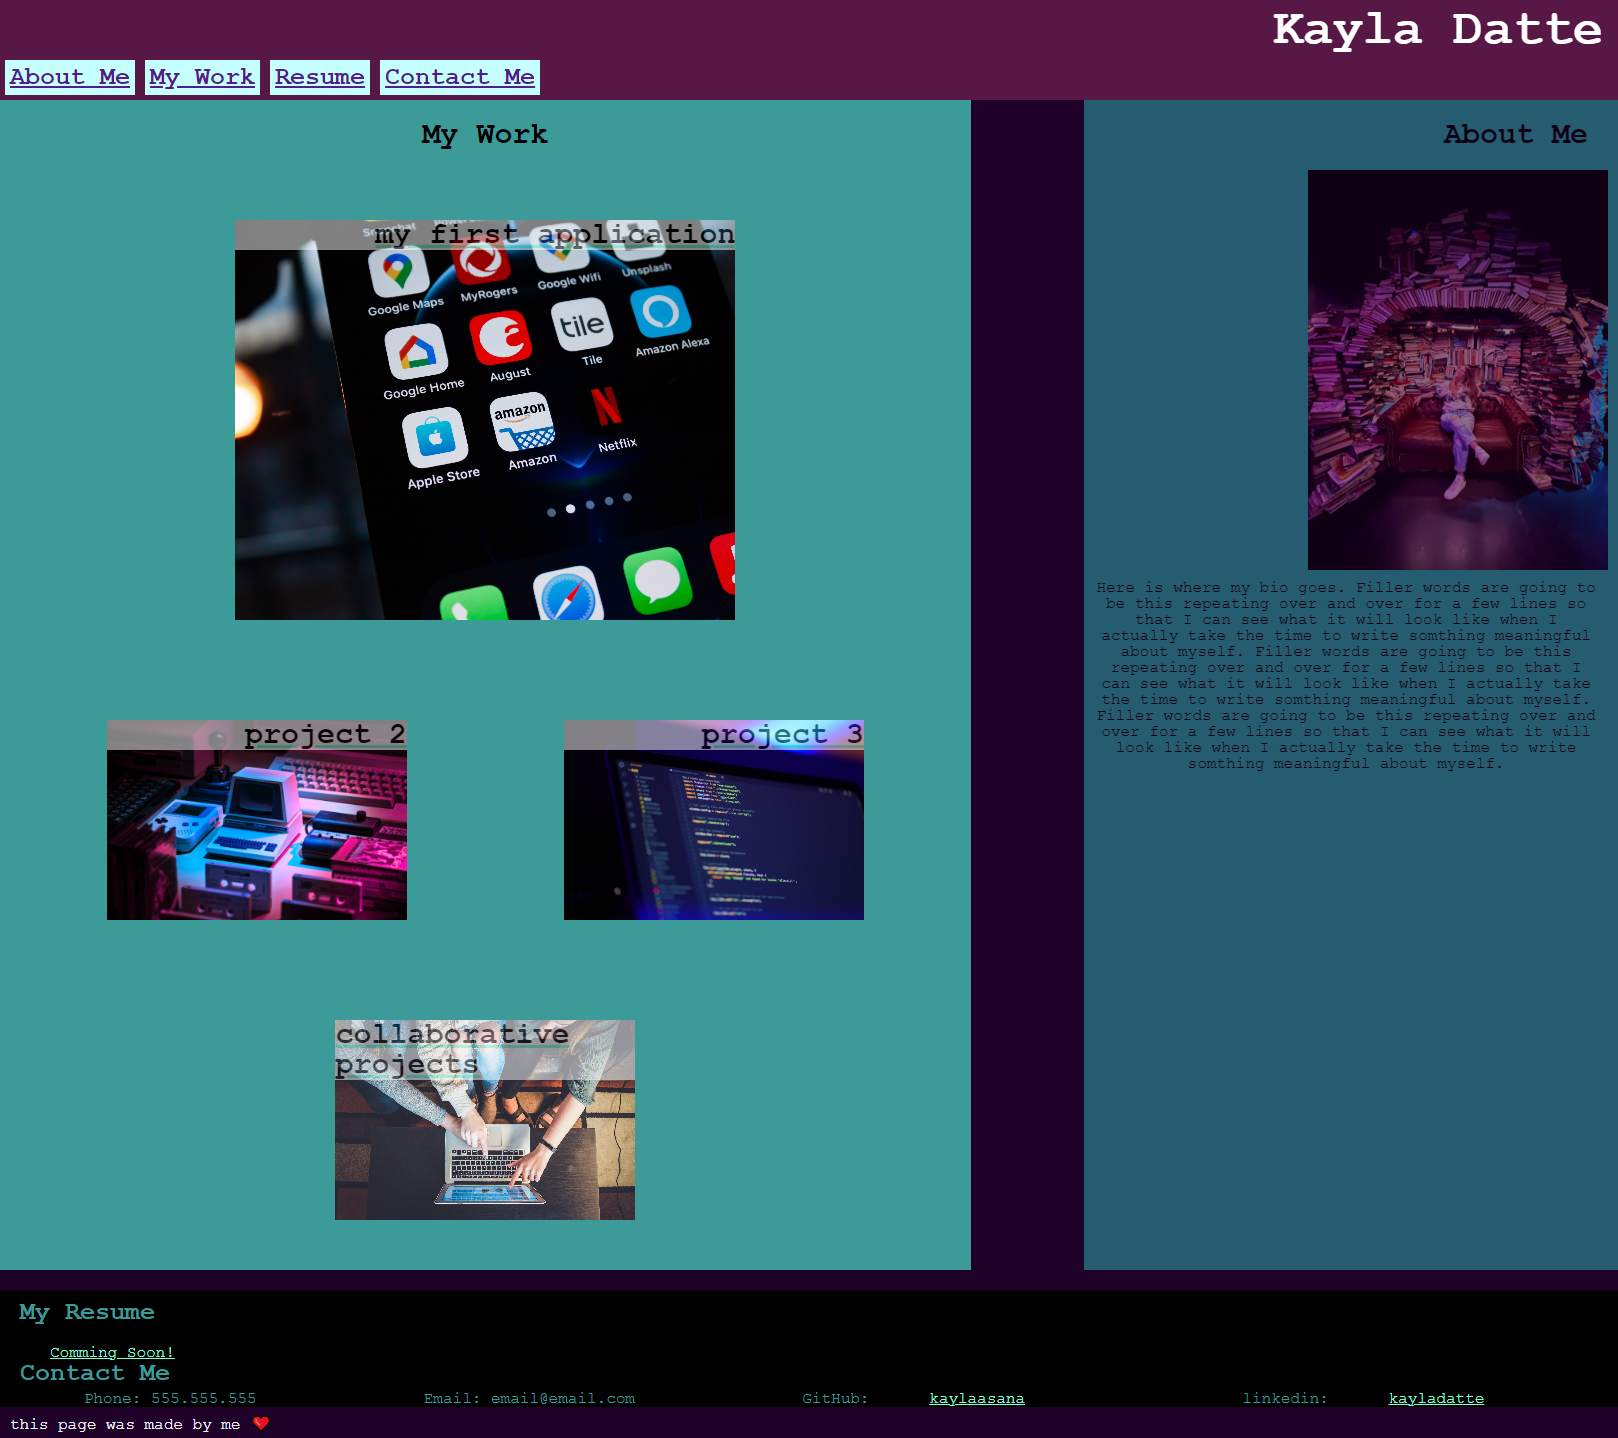 Kayla Datte
About Me
My Work
Resume
Contact Me
My Work
my first application
Google Maps
MyRogers
Google Wifi
Unsplash
Google Home
August
tile
Tile
Amazon Alexa
Apple Store
amazon
Amazon
Netflix
project 2
project 3
collaborative
projects
About Me
Here is where my bio goes. Filler words are going to
be this repeating over and over for a few lines so
that I can see what it will look like when I
actually take the time to write somthing meaningful
about myself. Filler words are going to be this
repeating over and over for a few lines so that I
can see what it will look like when I actually take
the time to write somthing meaningful about myself.
Filler words are going to be this repeating over and
over for a few lines so that I can see what it will
look like when I actually take the time to write
somthing meaningful about myself.
My Resume
Comming Soon!
Contact Me
Phone: 555.555.555
Email: email@email.com
GitHub:
kaylaasana
linkedin:
kayladatte
this page was made by me